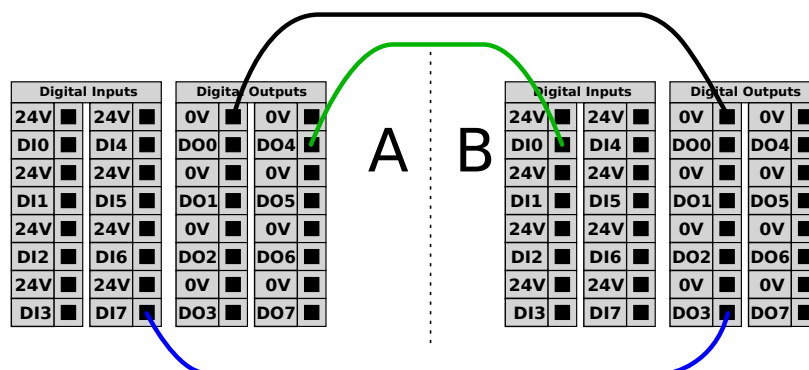 Digital Inputs Digital Outputs Digital Inputs Digital Outputs
24V 24V 0V 0V A B 24V 24V 0V 0V
DI0 DI4 DO0 DO4 DI0 DI4 DO0 DO4
24V 24V 0V 0V 24V 24V 0V 0V
DI1 DI5 DO1 DO5 DI1 DI5 DO1 DO5
24V 24V 0V 0V 24V 24V 0V 0V
DI2 DI6 DO2 DO6 DI2 DI6 DO2 DO6
24V 24V 0V 0V 24V 24V 0V 0V
DI3 DI7 DO3 DO7 DI3 DI7 DO3 DO7